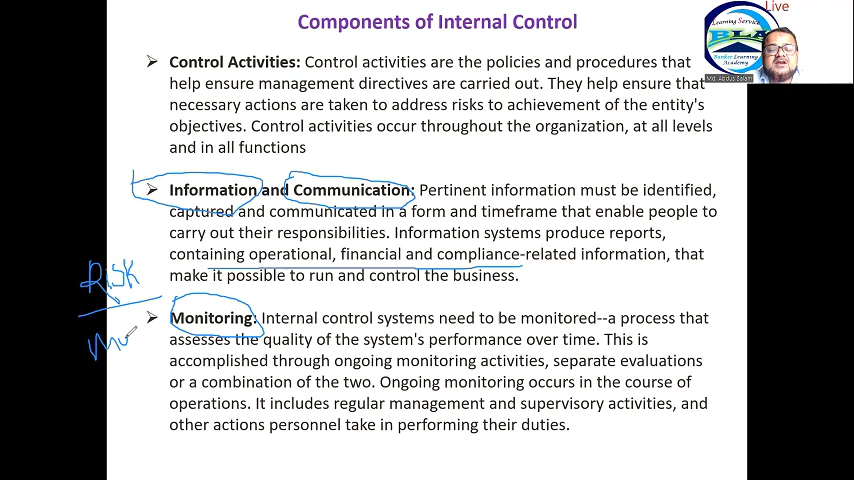 Components of Internal Control
Live
Learning Service
BLA
Banker Learning
Academy
Md. Abdus Salam
➢ Control Activities: Control activities are the policies and procedures that
help ensure management directives are carried out. They help ensure that
necessary actions are taken to address risks to achievement of the entity's
objectives. Control activities occur throughout the organization, at all levels
and in all functions
➢ Information and Communication: Pertinent information must be identified,
captured and communicated in a form and timeframe that enable people to
carry out their responsibilities. Information systems produce reports,
containing operational, financial and compliance-related information, that
make it possible to run and control the business.
RISK
➢ Monitoring: Internal control systems need to be monitored--a process that
assesses the quality of the system's performance over time. This is
accomplished through ongoing monitoring activities, separate evaluations
or a combination of the two. Ongoing monitoring occurs in the course of
operations. It includes regular management and supervisory activities, and
other actions personnel take in performing their duties.